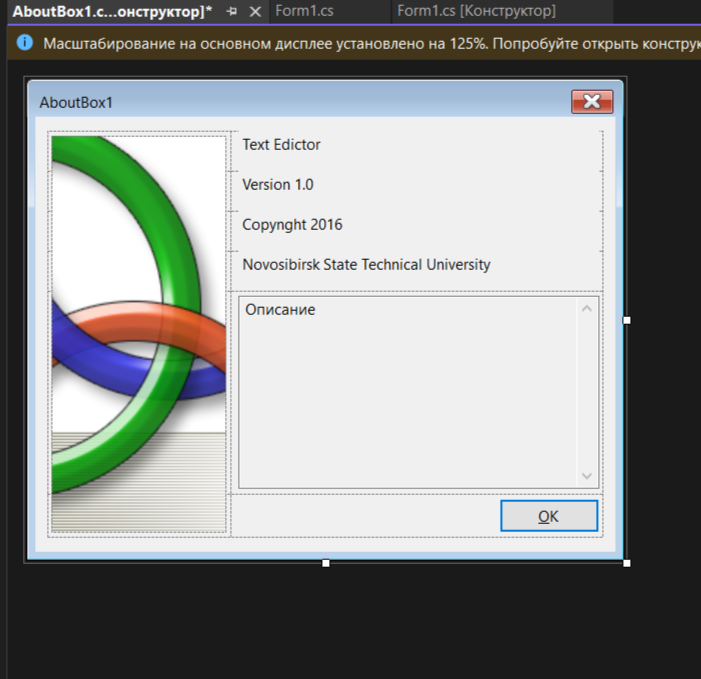 AboutBox1.c...онструктор]*
Form1.cs
Form1.cs [Конструктор]
Масштабирование на основном дисплее установлено на 125%. Попробуйте открыть конструк
AboutBox1
Text Edictor
Version 1.0
Copynght 2016
Novosibirsk State Technical University
Описание
OK